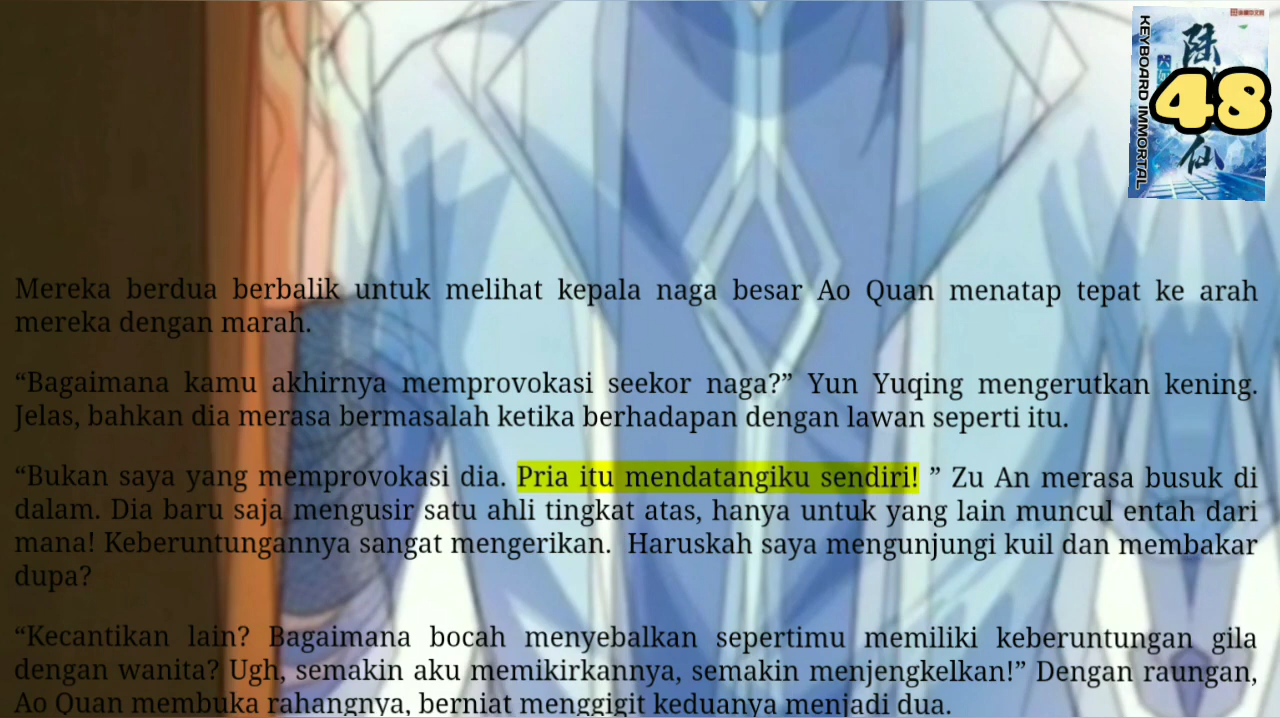 KEYBOARD IMMORTAL
陆
仙
48
Mereka berdua berbalik untuk melihat kepala naga besar Ao Quan menatap tepat ke arah
mereka dengan marah.
“Bagaimana kamu akhirnya memprovokasi seekor naga?” Yun Yuqing mengerutkan kening.
Jelas, bahkan dia merasa bermasalah ketika berhadapan dengan lawan seperti itu.
“Bukan saya yang memprovokasi dia. Pria itu mendatangiku sendiri! ” Zu An merasa busuk di
dalam. Dia baru saja mengusir satu ahli tingkat atas, hanya untuk yang lain muncul entah dari
mana! Keberuntungannya sangat mengerikan.  Haruskah saya mengunjungi kuil dan membakar
dupa?
“Kecantikan lain? Bagaimana bocah menyebalkan sepertimu memiliki keberuntungan gila
dengan wanita? Ugh, semakin aku memikirkannya, semakin menjengkelkan!” Dengan raungan,
Ao Quan membuka rahangnya, berniat menggigit keduanya menjadi dua.